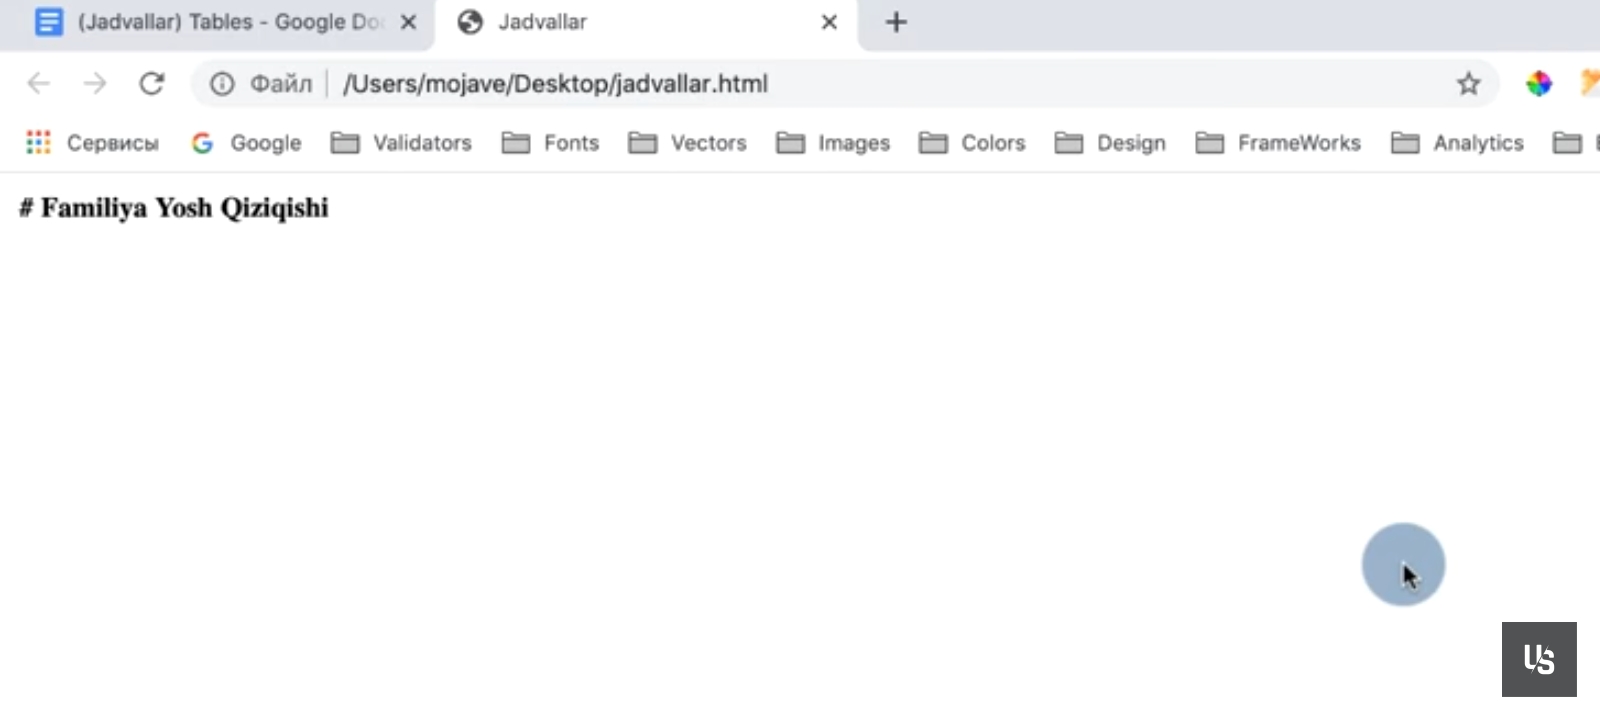 (Jadvallar) Tables - Google Do
Jadvallar
Файл | /Users/mojave/Desktop/jadvallar.html
Сервисы Google Validators Fonts Vectors Images Colors Design FrameWorks Analytics
# Familiya Yosh Qiziqishi
US